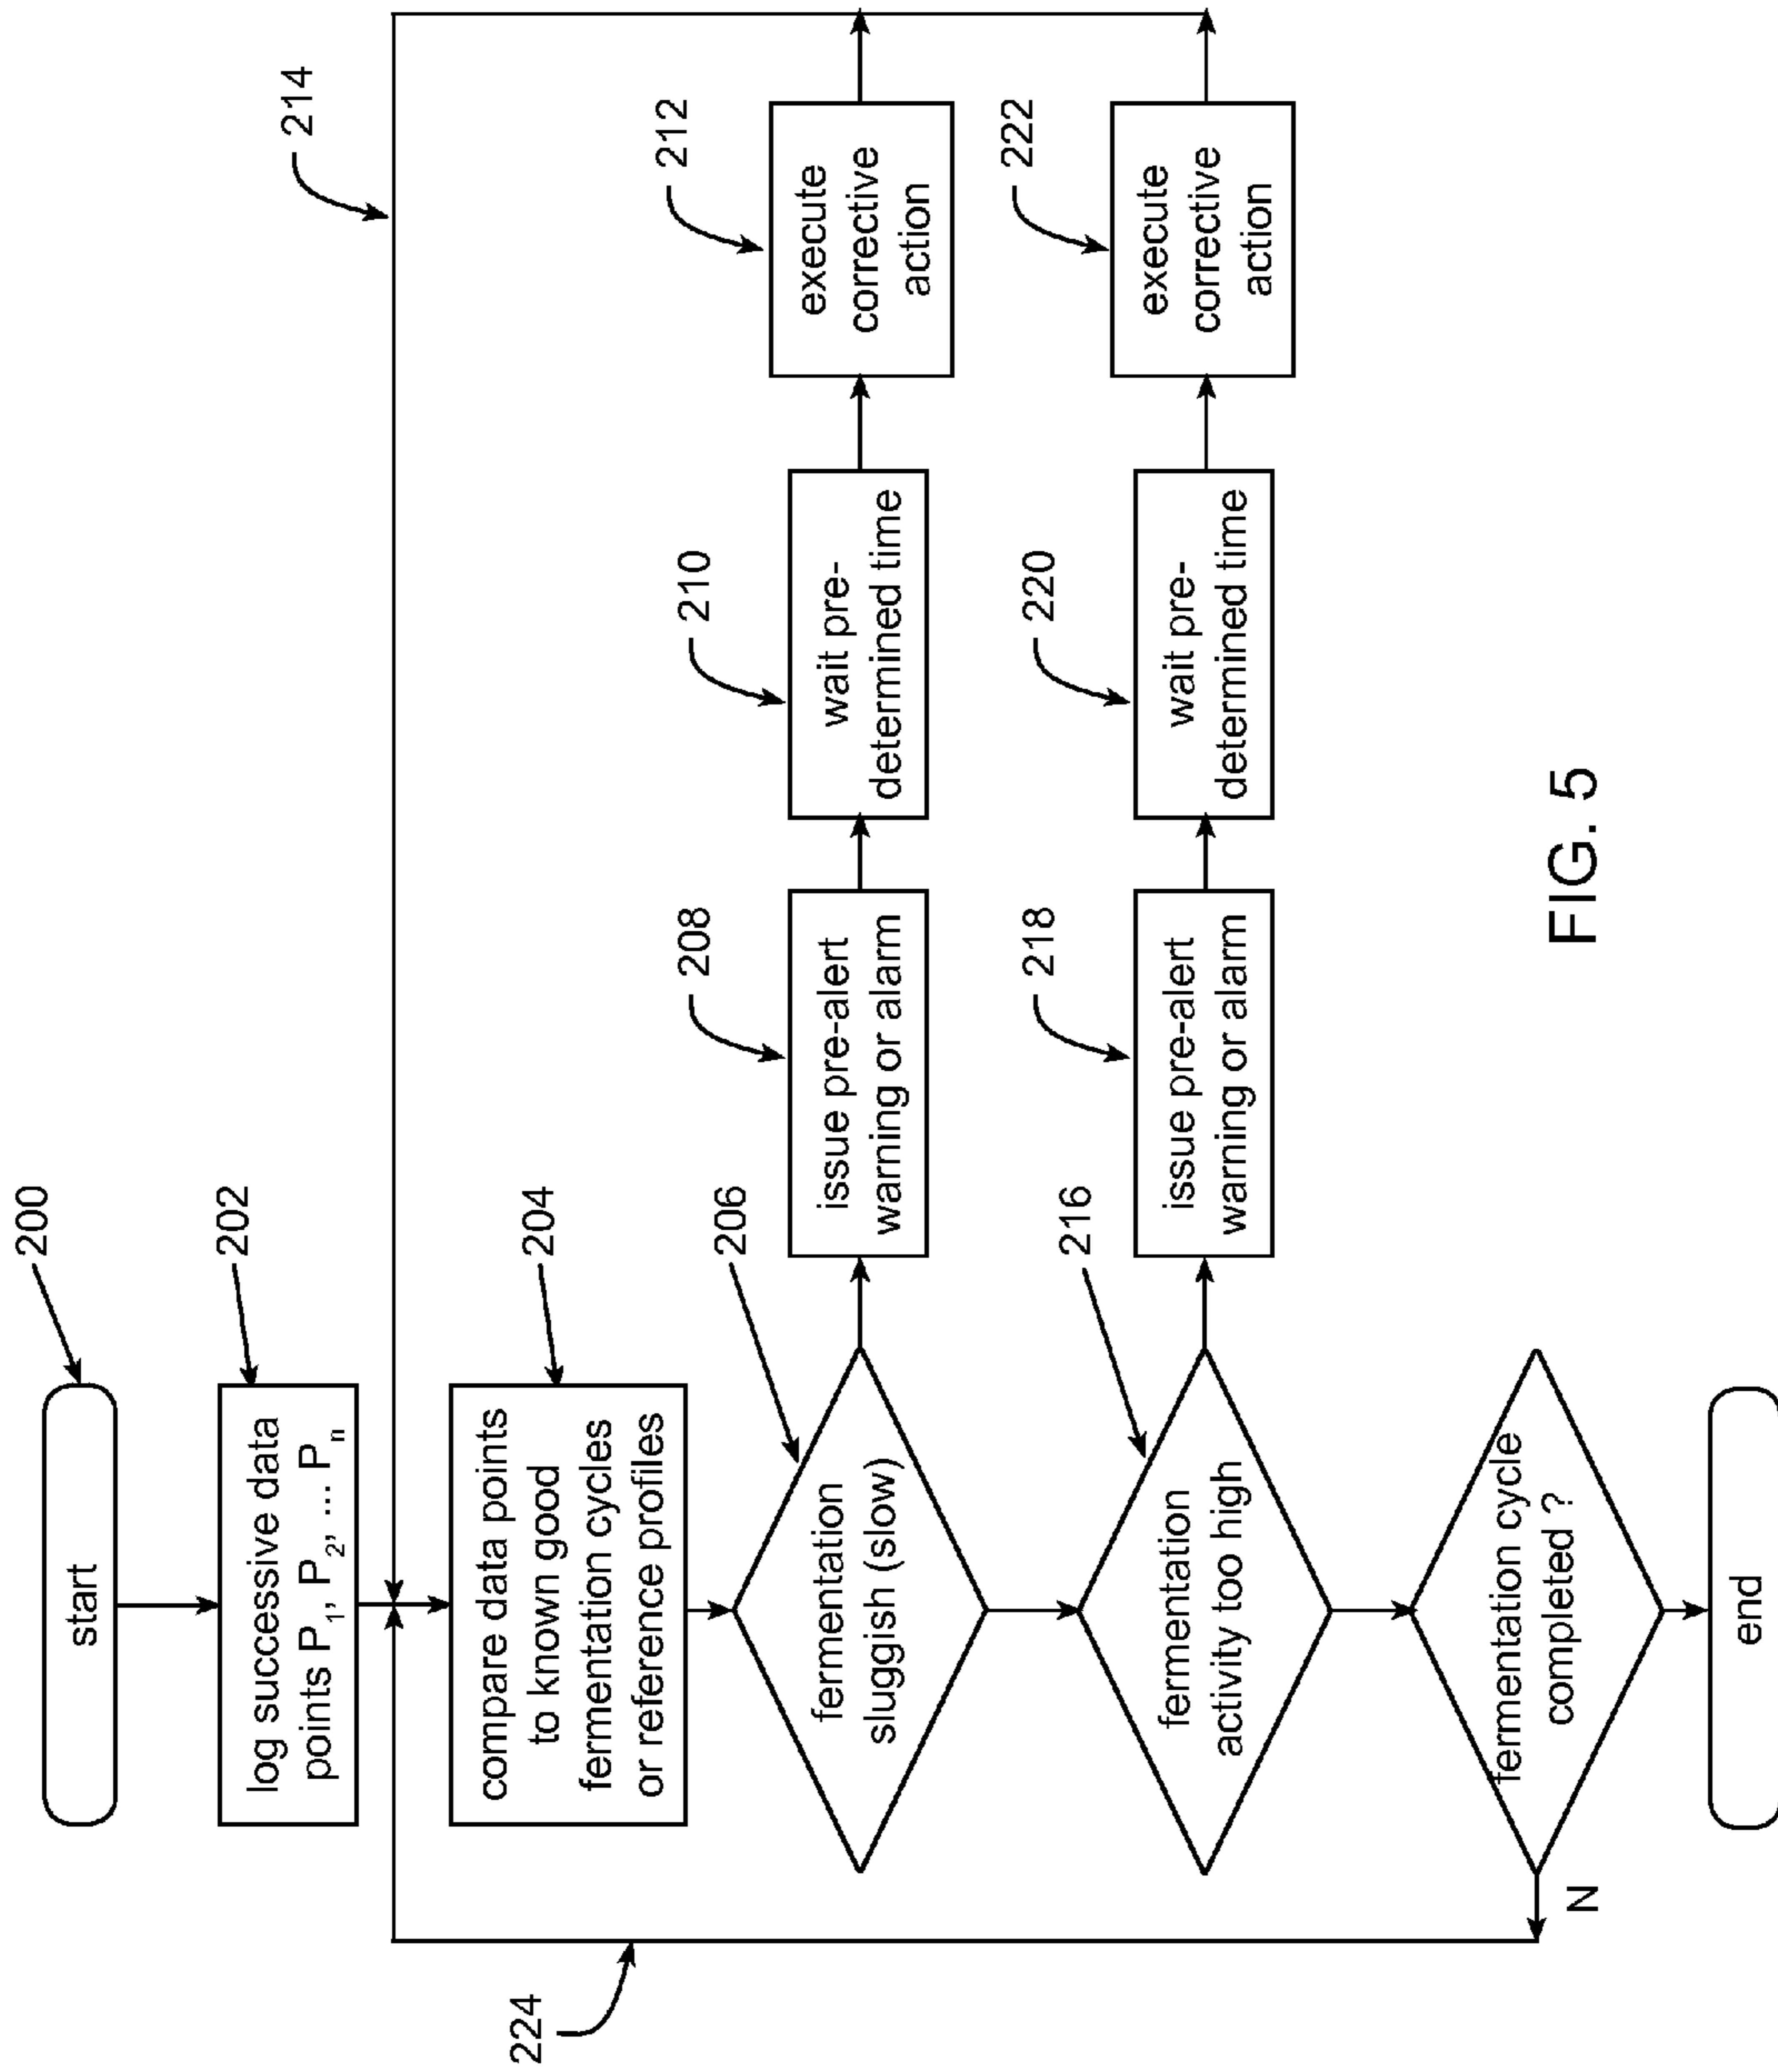 200
start
202
log successive data
points P1, P2, ... Pn
214
204
compare data points
to known good
fermentation cycles
or reference profiles
206
fermentation
sluggish (slow)
208
issue pre-alert
warning or alarm
210
wait pre-
determined time
212
execute
corrective
action
216
fermentation
activity too high
218
issue pre-alert
warning or alarm
220
wait pre-
determined time
222
execute
corrective
action
224
fermentation cycle
completed ?
N
end
FIG. 5